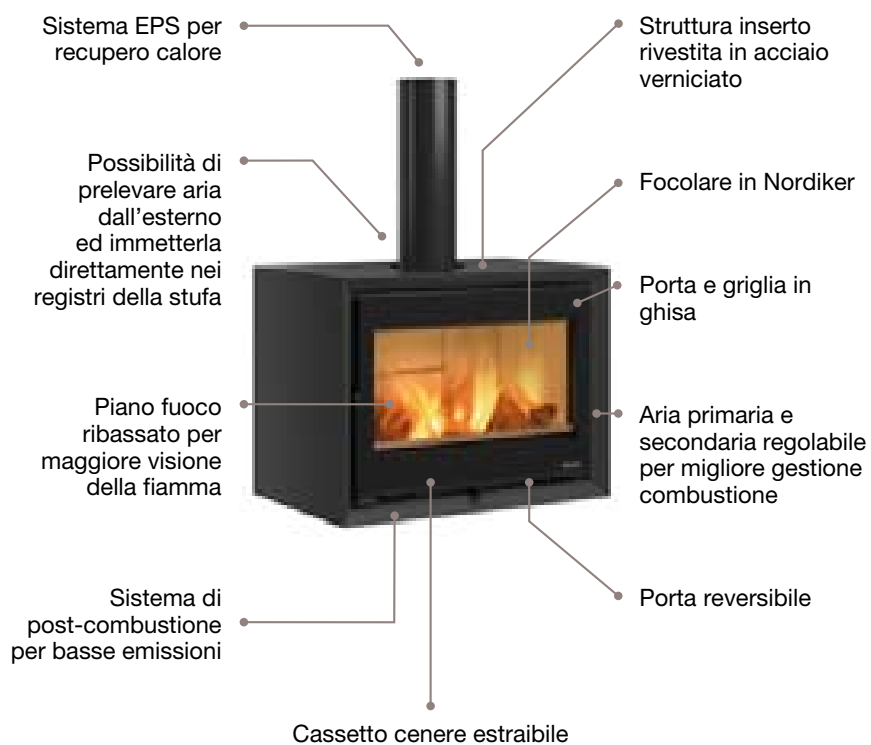 Sistema EPS per
recupero calore
Possibilità di
prelevare aria
dall'esterno
ed immetterla
direttamente nei
registri della stufa
Piano fuoco
ribassato per
maggiore visione
della fiamma
Sistema di
post-combustione
per basse emissioni
Cassetto cenere estraibile
Struttura inserto
rivestita in acciaio
verniciato
Focolare in Nordiker
Porta e griglia in
ghisa
Aria primaria e
secondaria regolabile
per migliore gestione
combustione
Porta reversibile